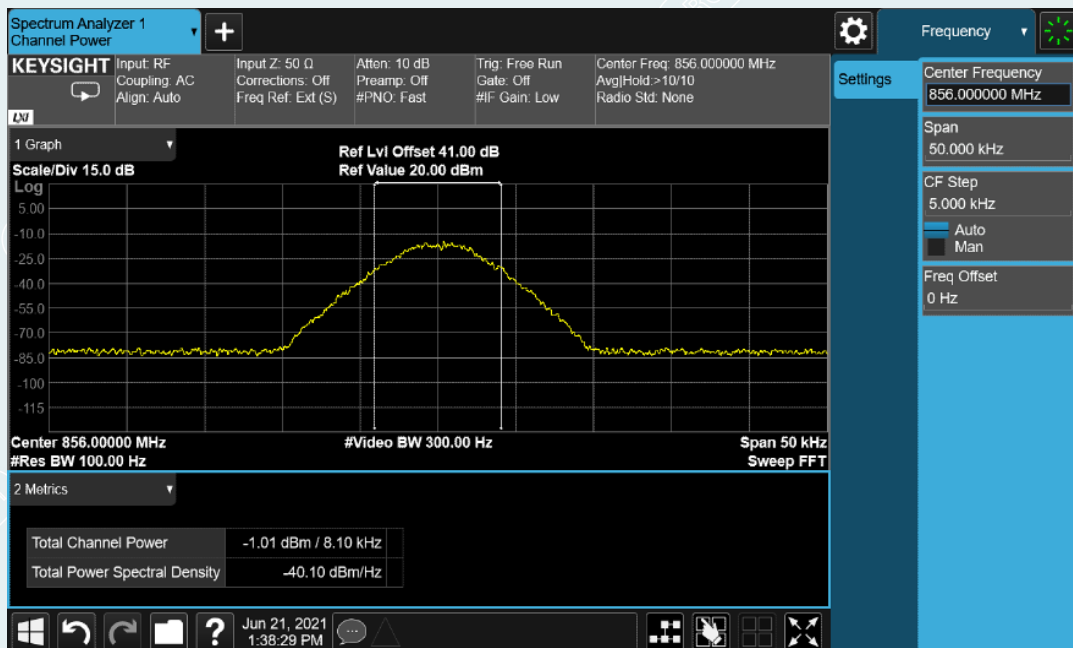 Spectrum Analyzer 1
Channel Power
+
Frequency
KEYSIGHT
LXI
Input: RF
Coupling: AC
Align: Auto
Input Z: 50 Ω
Corrections: Off
Freq Ref: Ext (S)
Atten: 10 dB
Preamp: Off
#PNO: Fast
Trig: Free Run
Gate: Off
#IF Gain: Low
Center Freq: 856.000000 MHz
Avg|Hold:>10/10
Radio Std: None
Settings
Center Frequency
856.000000 MHz
Span
50.000 kHz
CF Step
5.000 kHz
Auto
Man
Freq Offset
0 Hz
1 Graph
Scale/Div 15.0 dB
Ref Lvl Offset 41.00 dB
Ref Value 20.00 dBm
Log
5.00
-10.0
-25.0
-40.0
-55.0
-70.0
-85.0
-100
-115
Center 856.00000 MHz
#Video BW 300.00 Hz
Span 50 kHz
#Res BW 100.00 Hz
Sweep FFT
2 Metrics
Total Channel Power -1.01 dBm / 8.10 kHz
Total Power Spectral Density -40.10 dBm/Hz
?
Jun 21, 2021
1:38:29 PM